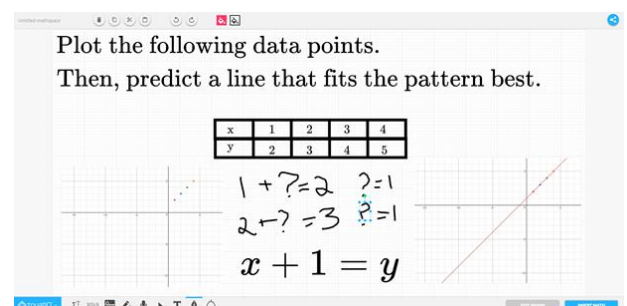 Plot the following data points.
Then, predict a line that fits the pattern best.
x 1 2 3 4
y 2 3 4 5
1 + ? = 2 ? = 1
2 + ? = 3 ? = 1
x + 1 = y